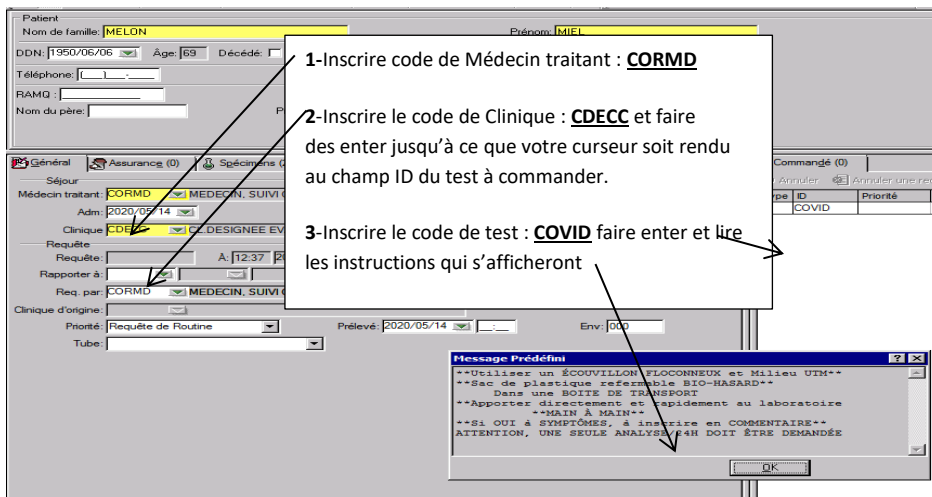 Patient
Nom de famille: MELON Prénom: MIEL
DDN: 1950/06/06 Âge: 69 Décédé:
Téléphone: (___)___-____
RAMQ :
Nom du père: P
1-Inscrire code de Médecin traitant : CORMD
2-Inscrire le code de Clinique : CDECC et faire
des enter jusqu'à ce que votre curseur soit rendu
au champ ID du test à commander.
3-Inscrire le code de test : COVID faire enter et lire
les instructions qui s'afficheront
Général Assurance (0) Spécimens ( Commandé (0)
Séjour Annuler Annuler une re
Médecin traitant: CORMD MEDECIN, SUIVI ype ID Priorité
Adm: 2020/05/14 COVID
Clinique CDECC CL DESIGNEE EV
Requête
Requête: À: 12:37 20
Rapporter à:
Req. par: CORMD MEDECIN, SUIVI
Clinique d'origine:
Priorité: Requête de Routine Prélevé: 2020/05/14 __:__ Env: 000
Tube:
Message Prédéfini
**Utiliser un ÉCOUVILLON FLOCONNEUX et Milieu UTM**
**Sac de plastique refermable BIO-HASARD**
Dans une BOITE DE TRANSPORT
**Apporter directement et rapidement au laboratoire
**MAIN À MAIN**
**Si OUI à SYMPTÔMES, à inscrire en COMMENTAIRE**
ATTENTION, UNE SEULE ANALYSE/24H DOIT ÊTRE DEMANDÉE
OK